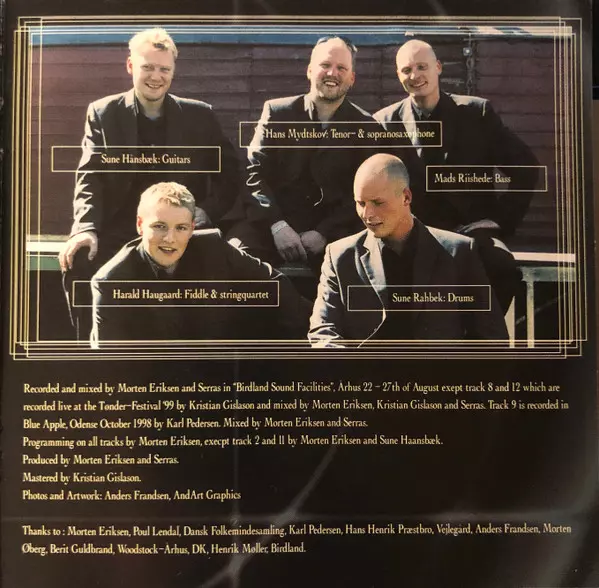 Hans Mydtskov: Tenor- & sopranosaxophone
Sune Hansbæk: Guitars
Mads Riishede: Bass
Harald Haugaard: Fiddle & stringquartet
Sune Rahbek: Drums
Recorded and mixed by Morten Eriksen and Serras in "Birdland Sound Facilities", Århus 22 - 27th of August exept track 8 and 12 which are
recorded live at the Tønder-Festival '99 by Kristian Gislason and mixed by Morten Eriksen, Kristian Gislason and Serras. Track 9 is recorded in
Blue Apple, Odense October 1998 by Karl Pedersen. Mixed by Morten Eriksen and Serras.
Programming on all tracks by Morten Eriksen, execpt track 2 and 11 by Morten Eriksen and Sune Haansbæk.
Produced by Morten Eriksen and Serras.
Mastered by Kristian Gislason.
Photos and Artwork: Anders Frandsen, AndArt Graphics
Thanks to : Morten Eriksen, Poul Lendal, Dansk Folkemindesamling, Karl Pedersen, Hans Henrik Præstbro, Vejlegard, Anders Frandsen, Morten
Øberg, Berit Guldbrand, Woodstock-Århus, DK, Henrik Møller, Birdland.